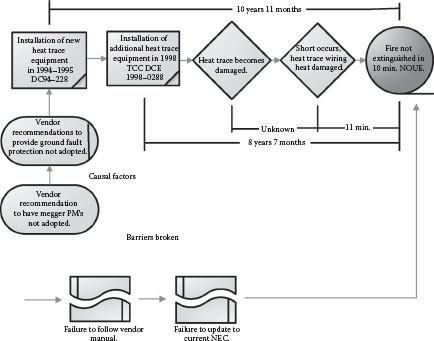 10 years 11 months
Installation of new
heat trace
equipment
in 1994–1995
DC94–228
Installation of
additional heat trace
equipment in 1998
TCC DCE
1998–0288
Heat trace becomes
damaged.
Short occurs,
heat trace wiring
heat damaged.
Fire not
extinguished in
10 min. NOUE.
Unknown
11 min.
8 years 7 months
Vendor
recommendations to
provide ground fault
protection not adopted.
Causal factors
Vendor
recommendation
to have megger PM's
not adopted.
Barriers broken
Failure to follow vendor
manual.
Failure to update to
current NEC.